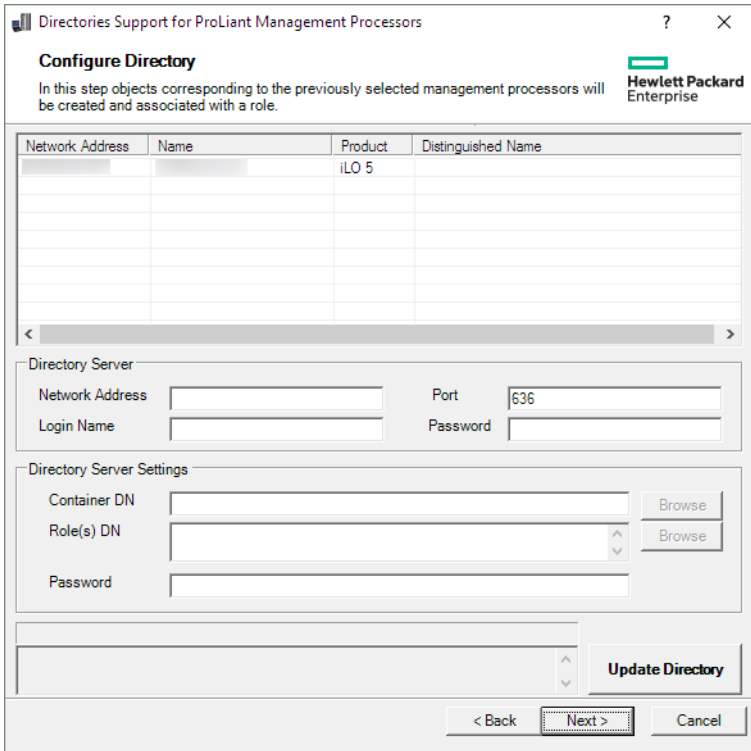 Directories Support for ProLiant Management Processors
Configure Directory
In this step objects corresponding to the previously selected management processors will
be created and associated with a role.
Hewlett Packard
Enterprise
Network Address Name Product Distinguished Name
iLO 5
Directory Server
Network Address Port 636
Login Name Password
Directory Server Settings
Container DN Browse
Role(s) DN Browse
Password
Update Directory
< Back Next > Cancel